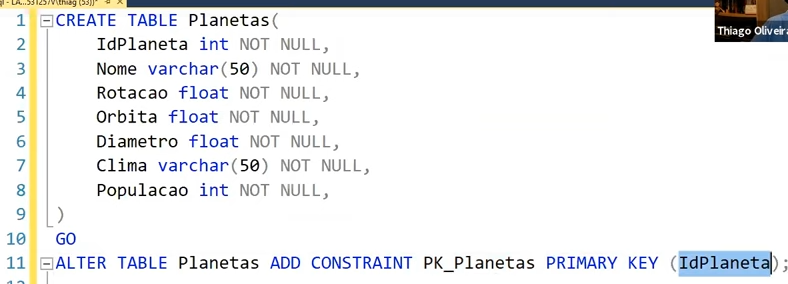 ql - LA...53125/V\thiag (53))*
1 CREATE TABLE Planetas(
2 IdPlaneta int NOT NULL,
3 Nome varchar(50) NOT NULL,
4 Rotacao float NOT NULL,
5 Orbita float NOT NULL,
6 Diametro float NOT NULL,
7 Clima varchar(50) NOT NULL,
8 Populacao int NOT NULL,
9 )
10 GO
11 ALTER TABLE Planetas ADD CONSTRAINT PK_Planetas PRIMARY KEY (IdPlaneta);
Thiago Oliveira